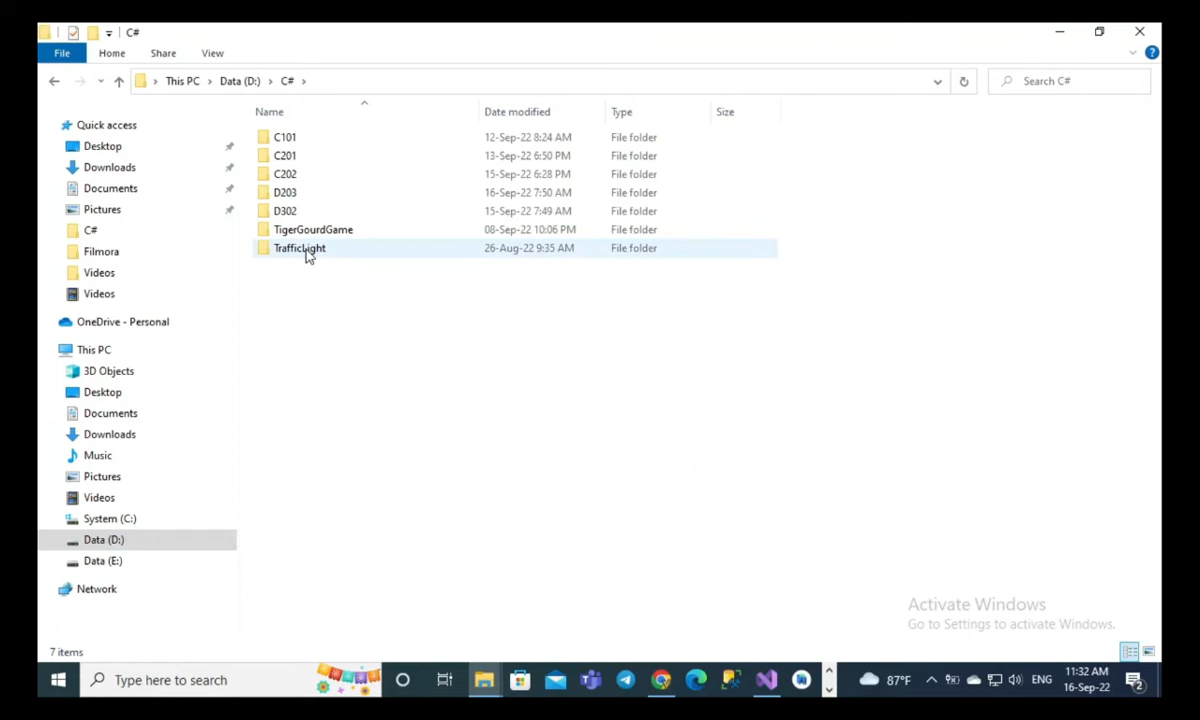 C#
File Home Share View
This PC Data (D:) C# Search C#
Name Date modified Type Size
Quick access
Desktop
Downloads
Documents
Pictures
C#
Filmora
Videos
Videos
OneDrive - Personal
This PC
3D Objects
Desktop
Documents
Downloads
Music
Pictures
Videos
System (C:)
Data (D:)
Data (E:)
Network
C101 12-Sep-22 8:24 AM File folder
C201 13-Sep-22 6:50 PM File folder
C202 15-Sep-22 6:28 PM File folder
D203 16-Sep-22 7:50 AM File folder
D302 15-Sep-22 7:49 AM File folder
TigerGourdGame 08-Sep-22 10:06 PM File folder
TrafficLight 26-Aug-22 9:35 AM File folder
Activate Windows
Go to Settings to activate Windows.
7 items
Type here to search
87°F
ENG
11:32 AM
16-Sep-22
2